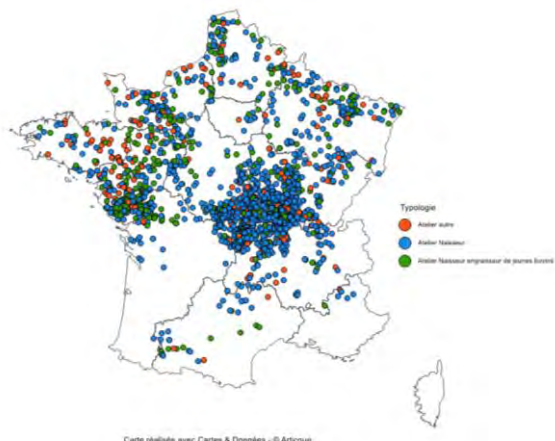 Typologie
Atelier autre
Atelier Naisseur
Atelier Naisseur engraisseur de jeunes bovins
Carte réalisée avec Cartes & Données - © Articque